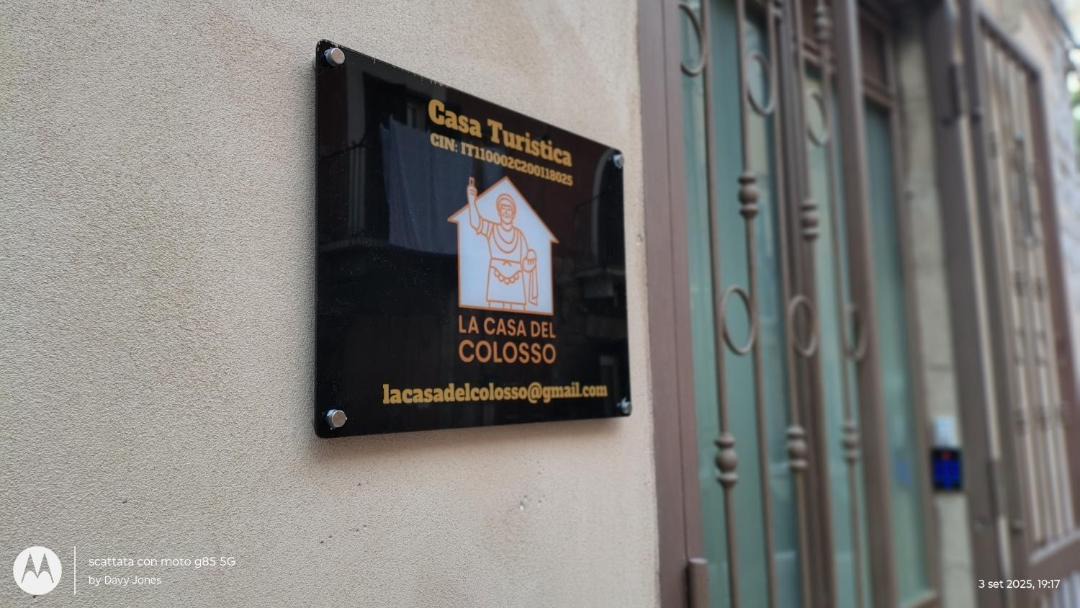 Casa Turistica
CIN: IT110002C200118025
LA CASA DEL
COLOSSO
lacasadelcolosso@gmail.com
scattata con moto g85 5G
by Davy Jones
3 set 2025, 19:17